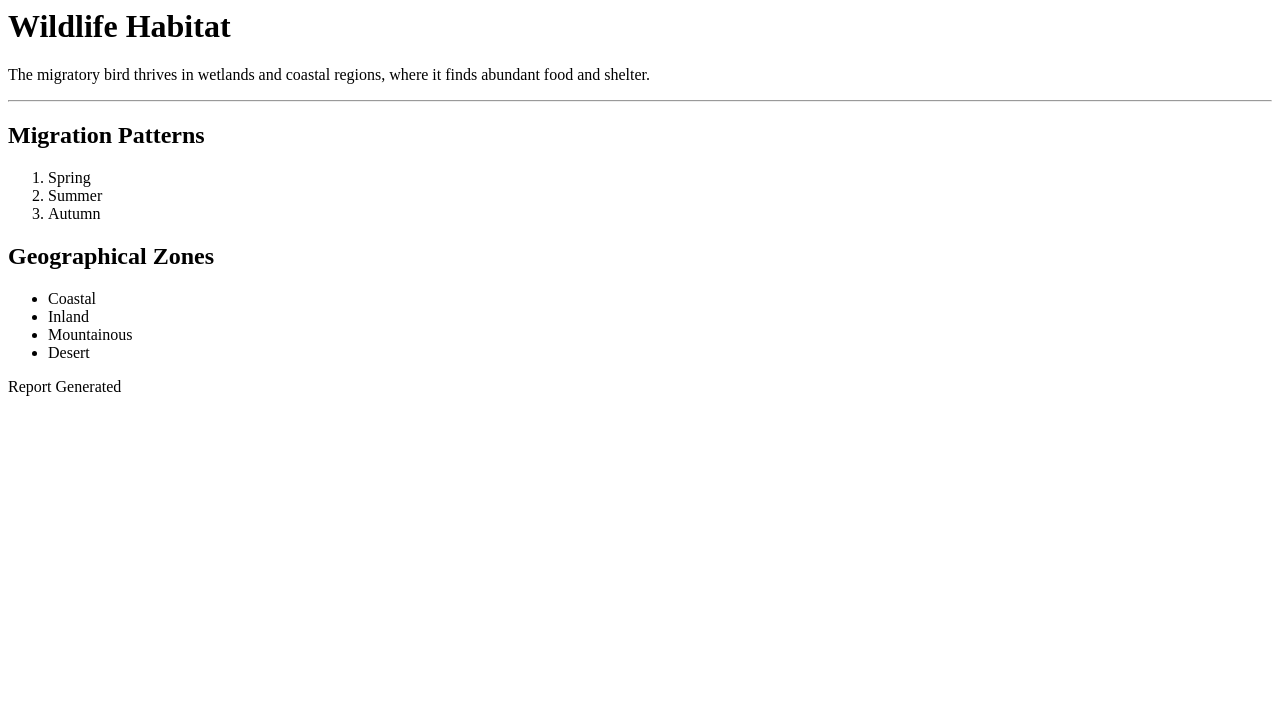 Wildlife Habitat
The migratory bird thrives in wetlands and coastal regions, where it finds abundant food and shelter.
Migration Patterns
1. Spring
2. Summer
3. Autumn
Geographical Zones
• Coastal
• Inland
• Mountainous
• Desert
Report Generated